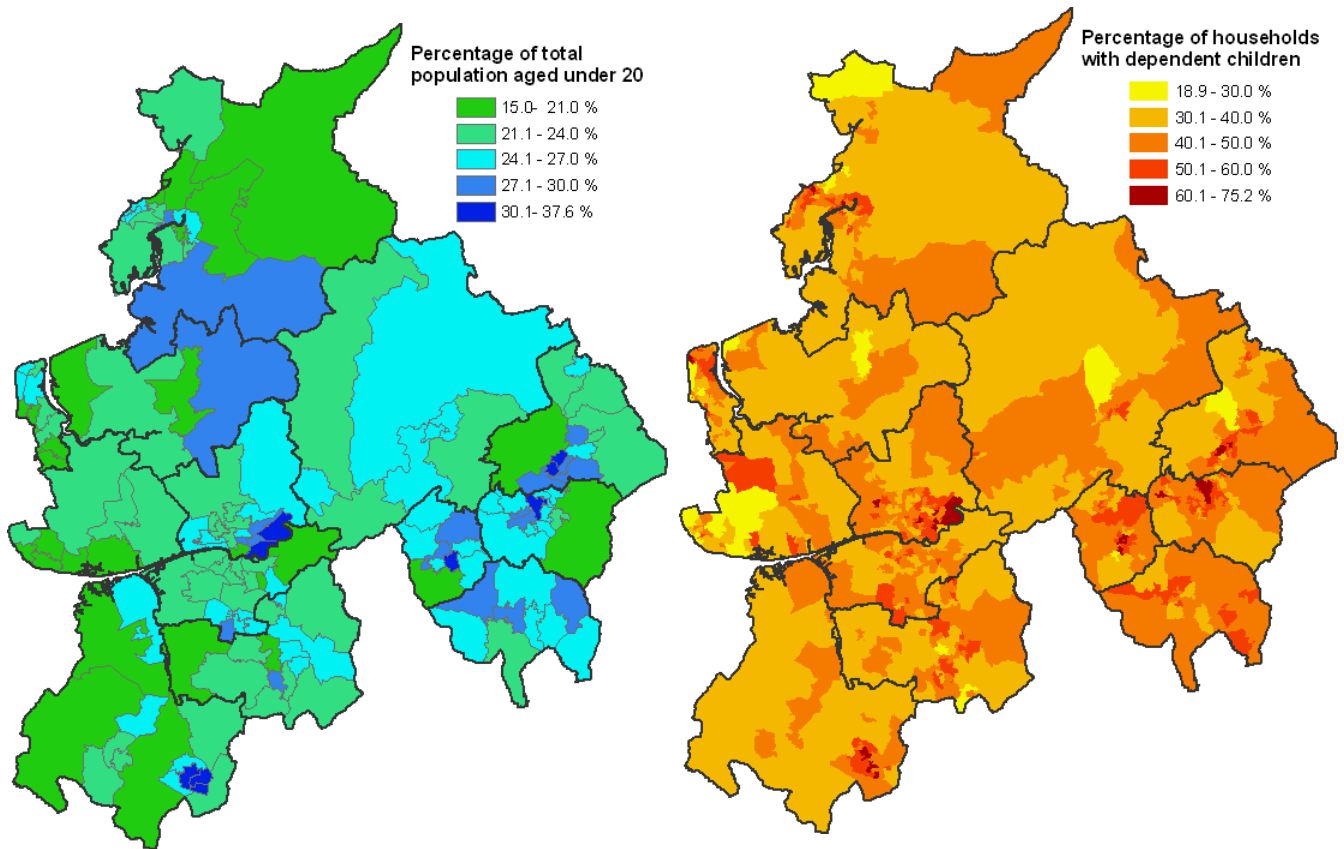 Percentage of total
population aged under 20
15.0- 21.0 %
21.1 - 24.0 %
24.1 - 27.0 %
27.1 - 30.0 %
30.1- 37.6 %
Percentage of households
with dependent children
18.9 - 30.0 %
30.1 - 40.0 %
40.1 - 50.0 %
50.1 - 60.0 %
60.1 - 75.2 %